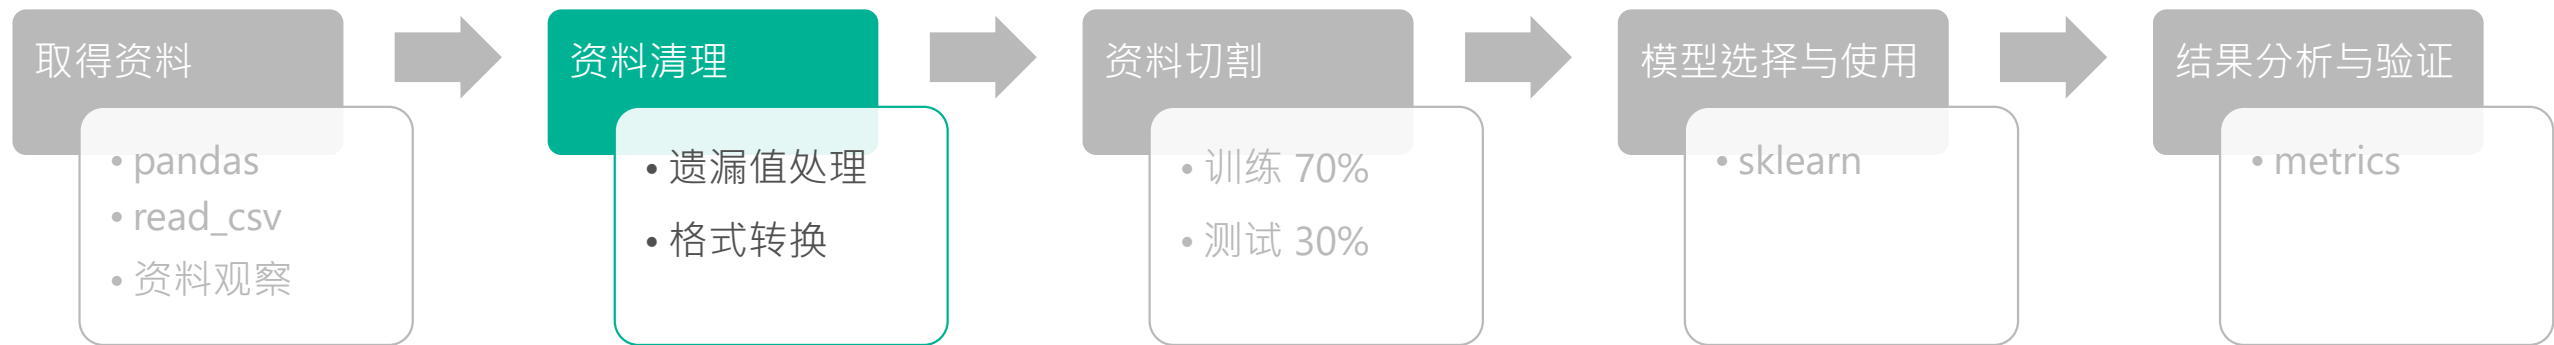 取得资料
• pandas
• read_csv
• 资料观察
资料清理
• 遗漏值处理
• 格式转换
资料切割
• 训练 70%
• 测试 30%
模型选择与使用
• sklearn
结果分析与验证
• metrics